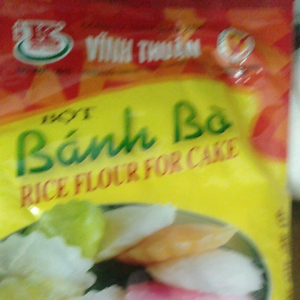 VĨNH THUẬN
BỘT
Bánh Bò
RICE FLOUR FOR CAKE